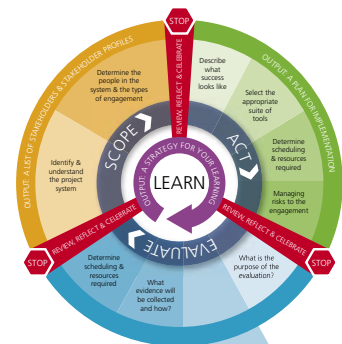 STOP
REVIEW, REFLECT & CELEBRATE
OUTPUT: A LIST OF STAKEHOLDERS & STAKEHOLDER PROFILES
Determine the
people in the
system & the types
of engagement
Identify &
understand
the project
system
SCOPE
Describe
what
success
looks like
Select the
appropriate
suite of
tools
Determine
scheduling
& resources
required
Managing
risks to the
engagement
OUTPUT: A PLAN FOR IMPLEMENTATION
ACT
OUTPUT: A STRATEGY FOR YOUR LEARNING
LEARN
REVIEW, REFLECT & CELEBRATE
STOP
REVIEW, REFLECT & CELEBRATE
STOP
EVALUATE
Determine
scheduling &
resources
required
What
evidence will
be collected
and how?
What is the
purpose of the
evaluation?